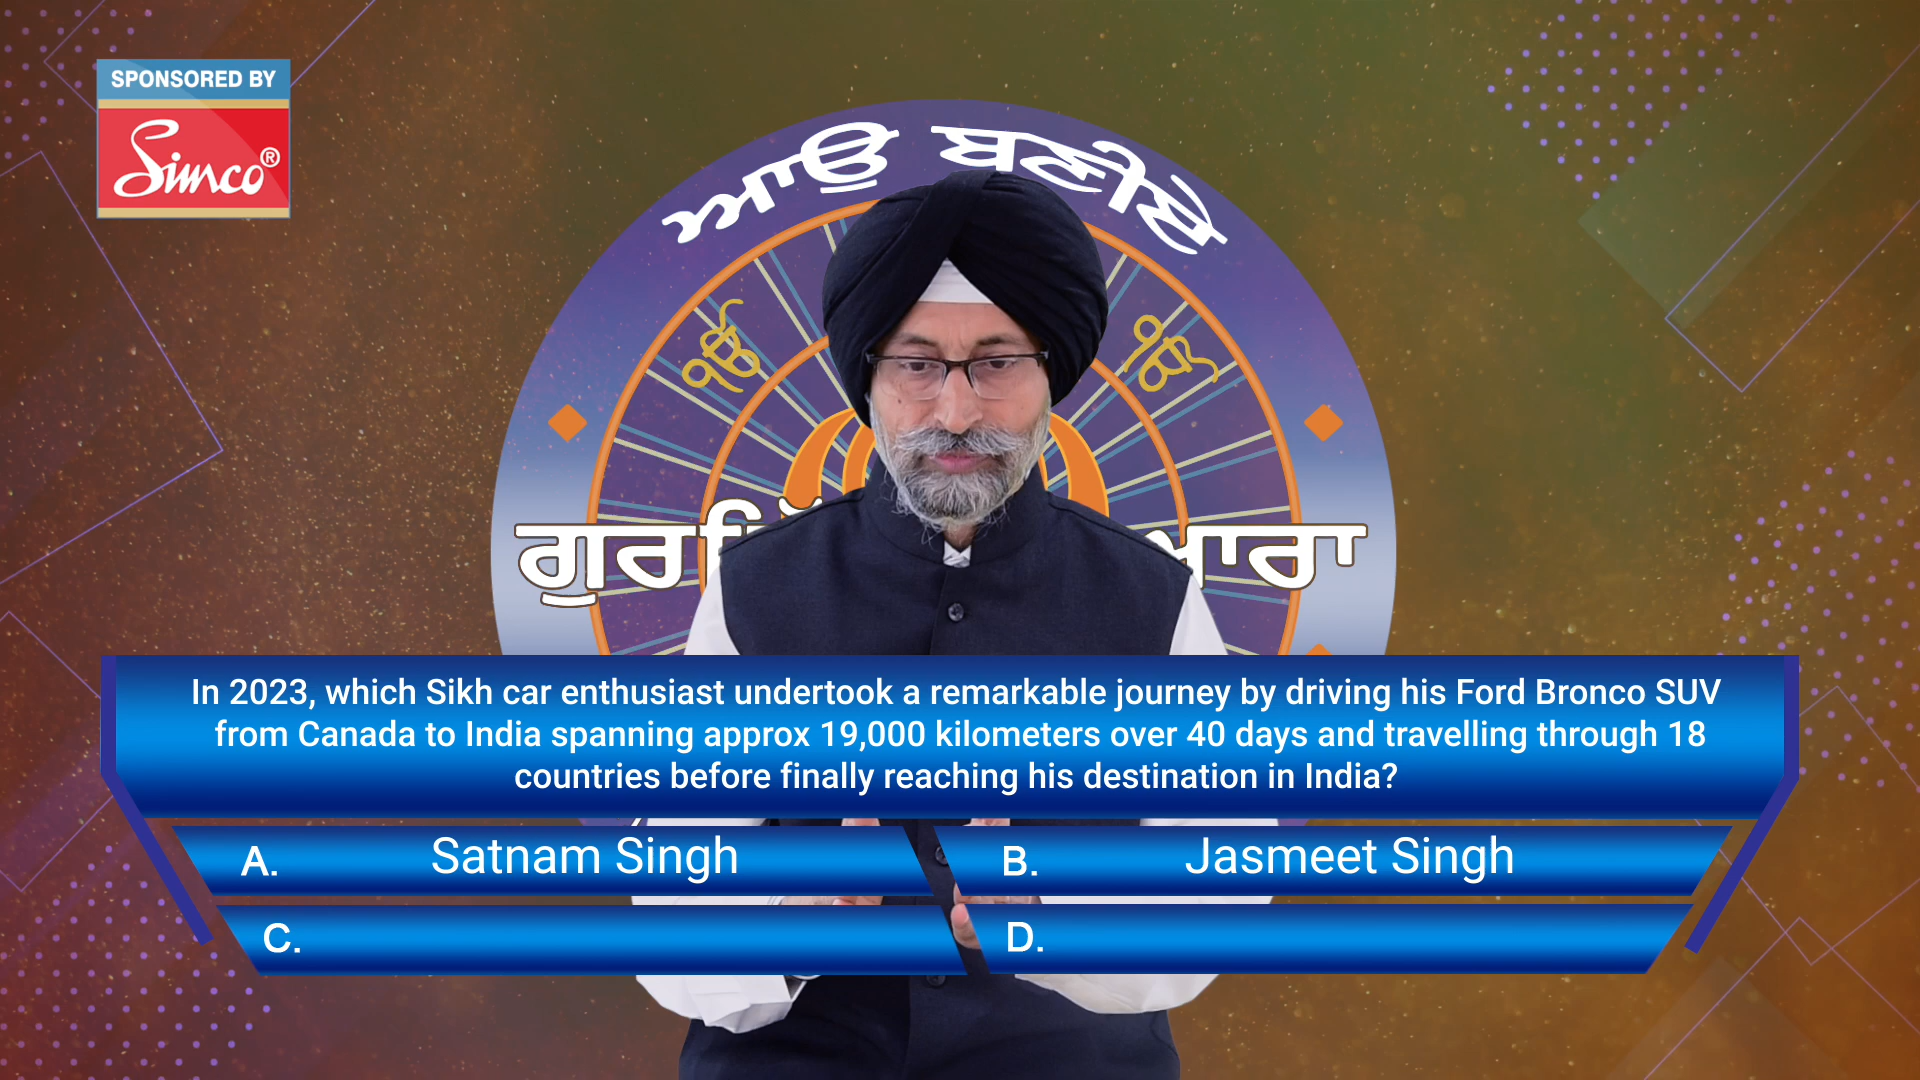 SPONSORED BY
Simco®
ਆਉ ਬਣੀਏ
ੴ ੴ
In 2023, which Sikh car enthusiast undertook a remarkable journey by driving his Ford Bronco SUV
from Canada to India spanning approx 19,000 kilometers over 40 days and travelling through 18
countries before finally reaching his destination in India?
A. Satnam Singh
B. Jasmeet Singh
C.
D.